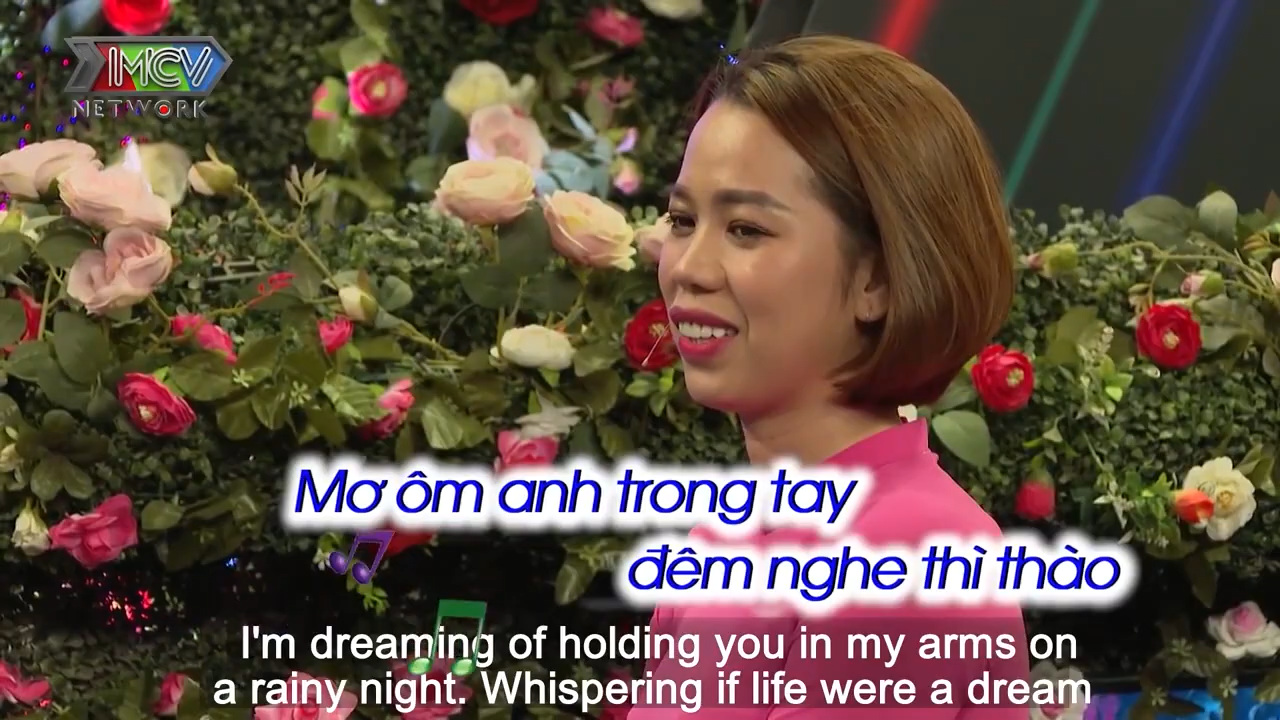 MCV
NETWORK
Mơ ôm anh trong tay
đêm nghe thì thào
I'm dreaming of holding you in my arms on
a rainy night. Whispering if life were a dream